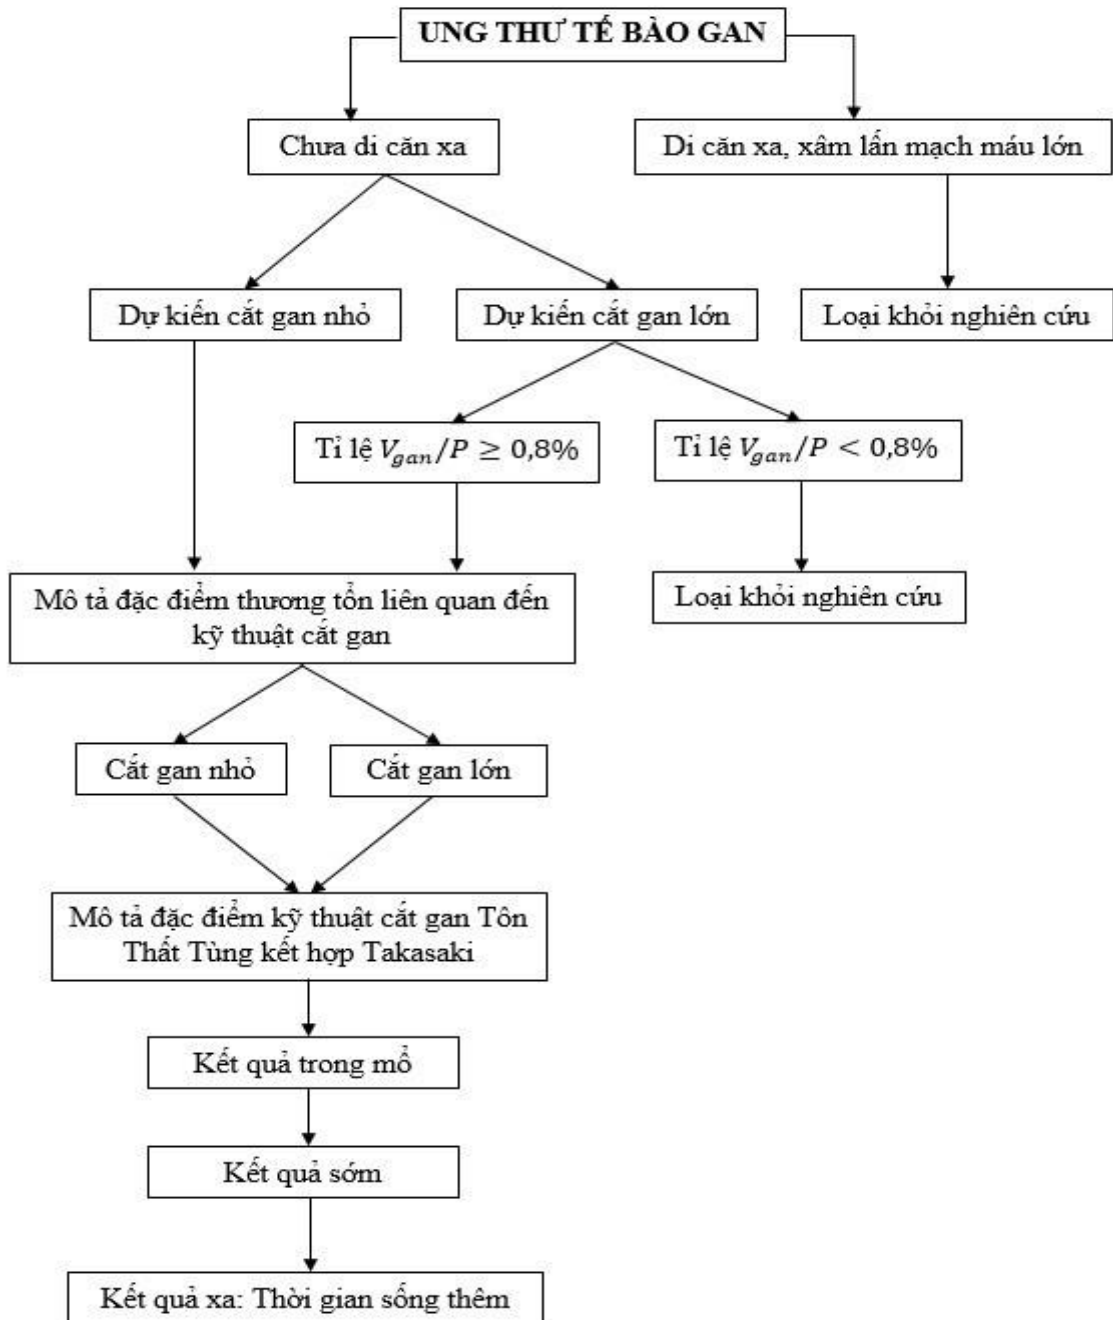 UNG THƯ TẾ BÀO GAN
Chưa di căn xa
Di căn xa, xâm lấn mạch máu lớn
Dự kiến cắt gan nhỏ
Dự kiến cắt gan lớn
Loại khỏi nghiên cứu
Tỉ lệ V_gan/P ≥ 0,8%
Tỉ lệ V_gan/P < 0,8%
Mô tả đặc điểm thương tổn liên quan đến
kỹ thuật cắt gan
Loại khỏi nghiên cứu
Cắt gan nhỏ
Cắt gan lớn
Mô tả đặc điểm kỹ thuật cắt gan Tôn
Thất Tùng kết hợp Takasaki
Kết quả trong mổ
Kết quả sớm
Kết quả xa: Thời gian sống thêm